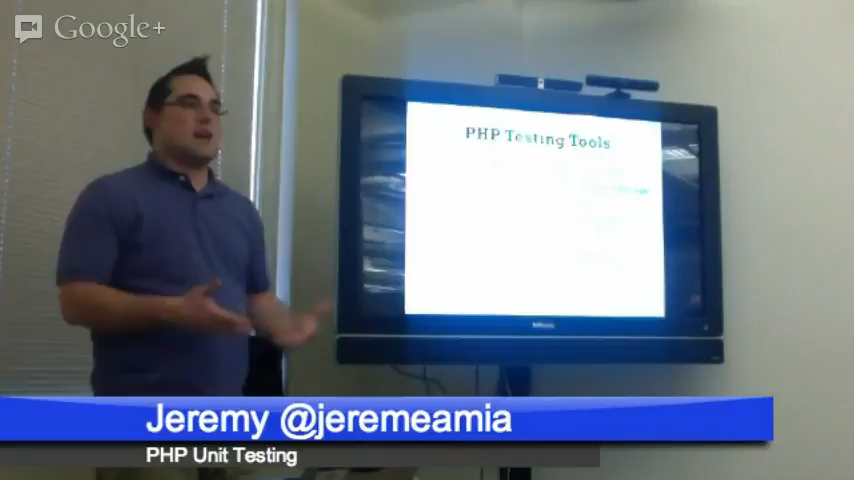 Google+
PHP Testing Tools
Jeremy @jeremeamia
PHP Unit Testing